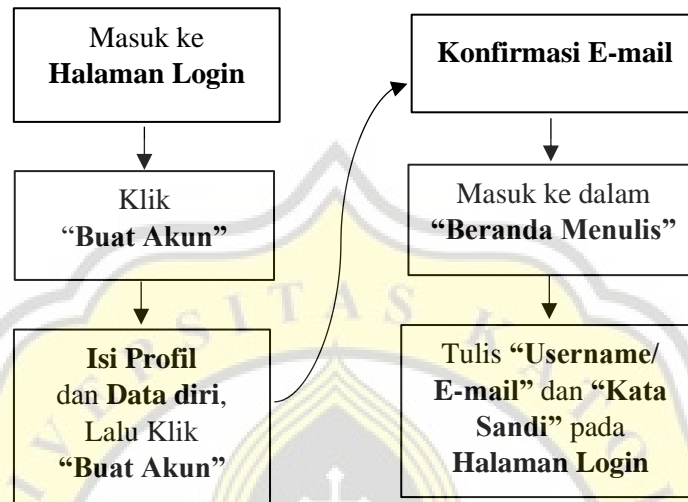 Masuk ke
Halaman Login
Klik
“Buat Akun”
Isi Profil
dan Data diri,
Lalu Klik
“Buat Akun”
Konfirmasi E-mail
Masuk ke dalam
“Beranda Menulis”
Tulis “Username/
E-mail” dan “Kata
Sandi” pada
Halaman Login